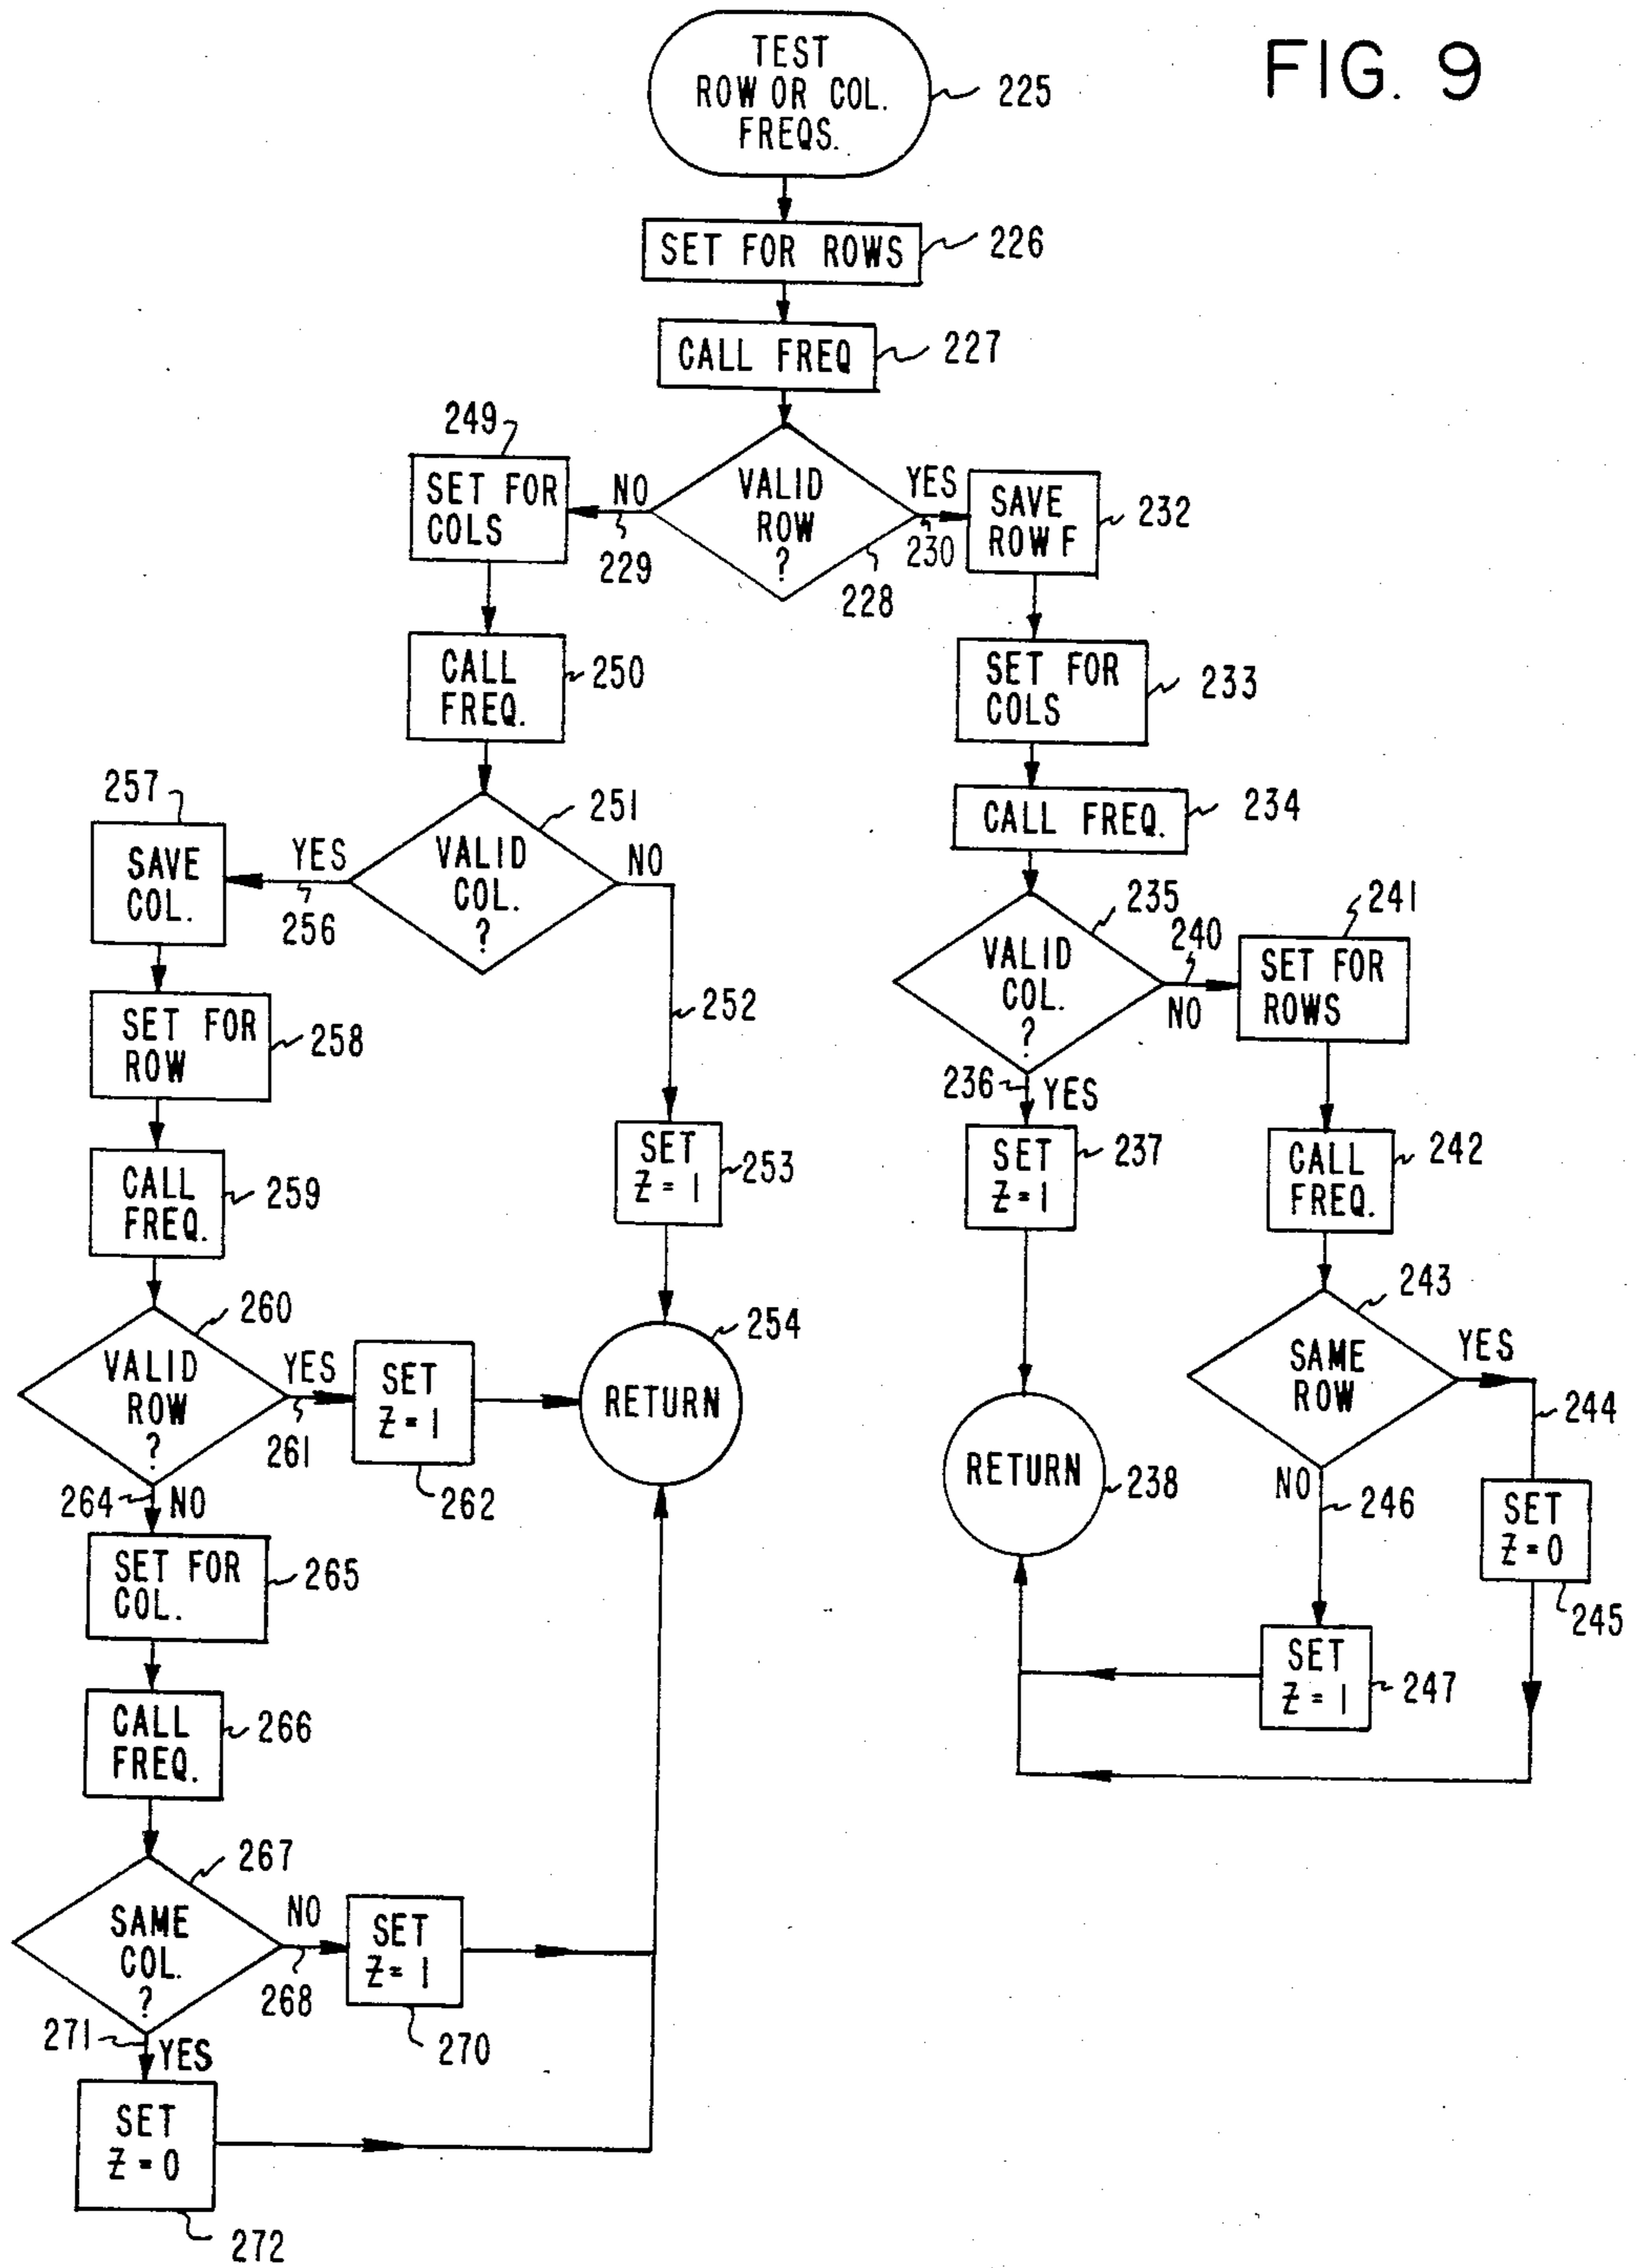 FIG. 9
TEST
ROW OR COL.
FREQS.
225
SET FOR ROWS
226
CALL FREQ
227
249
SET FOR
COLS
NO
229
VALID
ROW
?
228
YES
230
SAVE
ROW F
232
CALL
FREQ.
250
SET FOR
COLS
233
CALL FREQ.
234
257
SAVE
COL.
YES
256
VALID
COL.
?
251
NO
252
VALID
COL.
?
235
240
NO
241
SET FOR
ROWS
SET FOR
ROW
258
236
YES
SET
Z = 1
253
SET
Z = 1
237
CALL
FREQ.
242
CALL
FREQ.
259
VALID
ROW
?
260
YES
261
SET
Z = 1
262
RETURN
254
264
NO
RETURN
238
SAME
ROW
243
YES
244
NO
246
SET
Z = 0
245
SET
Z = 1
247
SET FOR
COL.
265
CALL
FREQ.
266
SAME
COL.
?
267
NO
268
SET
Z = 1
270
271
YES
SET
Z = 0
272